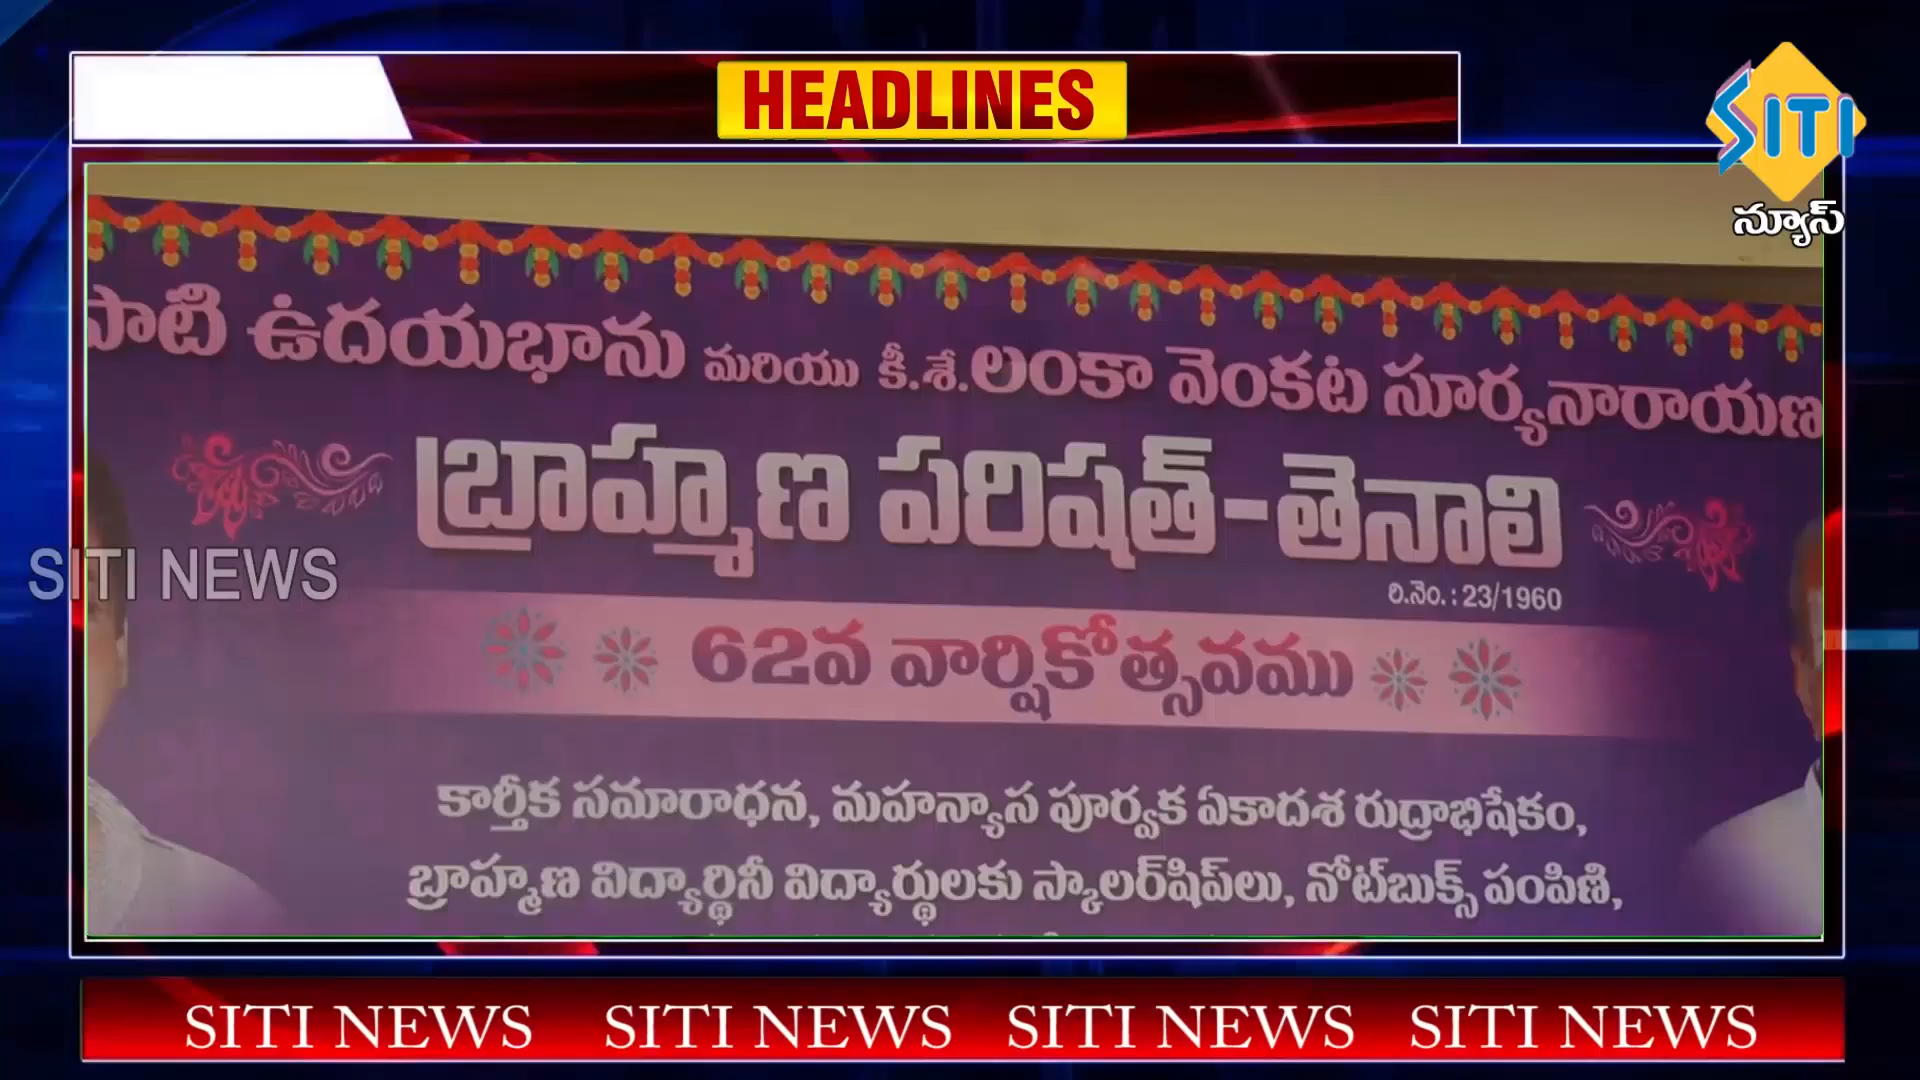 HEADLINES
SITI
న్యూస్
పాటి ఉదయభాను మరియు కీ.శే.లంకా వెంకట సూర్యనారాయణ
బ్రాహ్మణ పరిషత్-తెనాలి
రి.నెం.: 23/1960
SITI NEWS
62వ వార్షికోత్సవము
కార్తీక సమారాధన, మహన్యాస పూర్వక ఏకాదశ రుద్రాభిషేకం,
బ్రాహ్మణ విద్యార్థినీ విద్యార్థులకు స్కాలర్‌షిప్‌లు, నోట్‌బుక్స్ పంపిణి,
SITI NEWS SITI NEWS SITI NEWS SITI NEWS